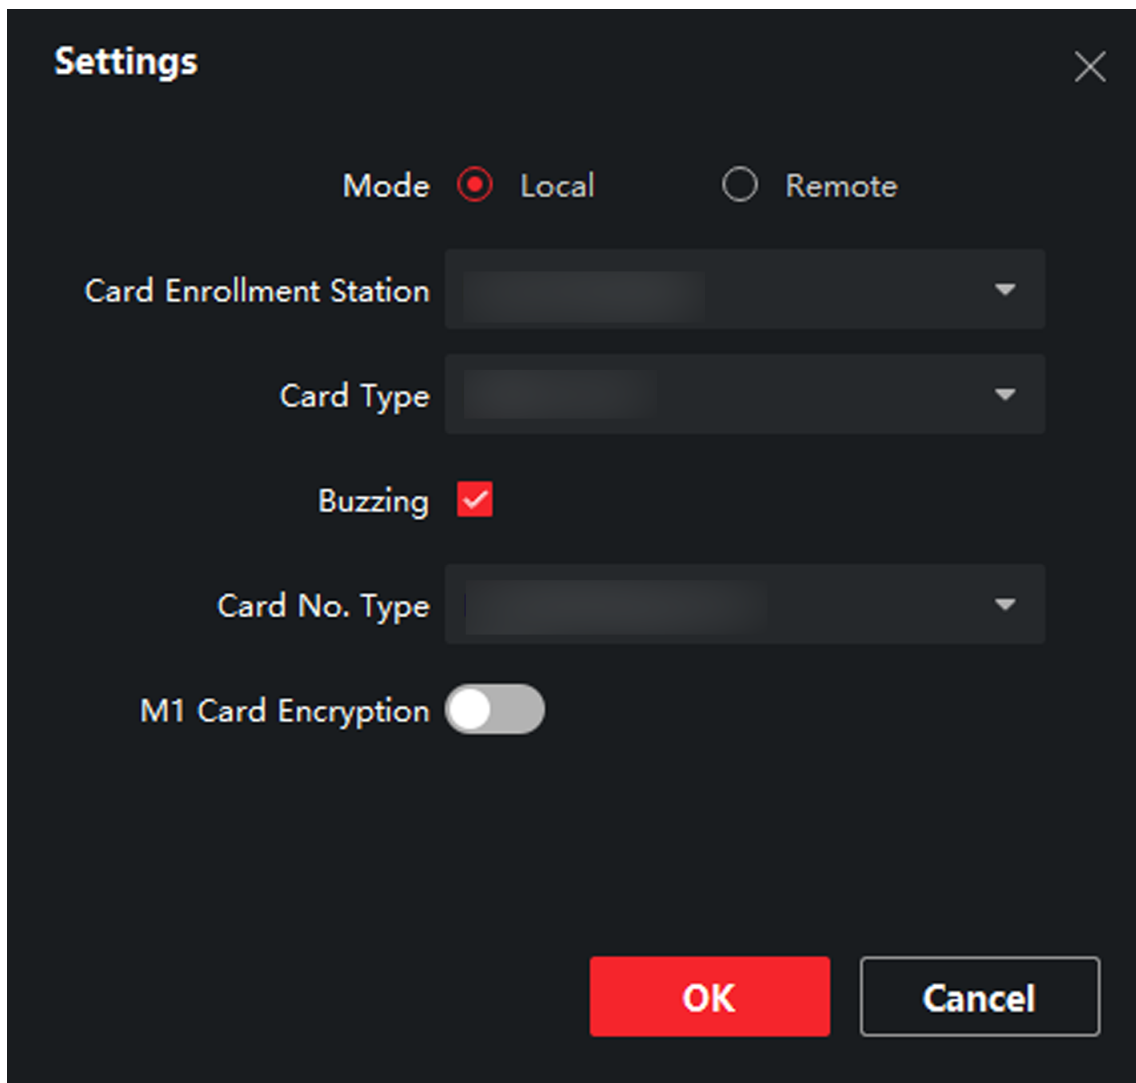 Settings
Mode Local Remote
Card Enrollment Station
Card Type
Buzzing
Card No. Type
M1 Card Encryption
OK Cancel